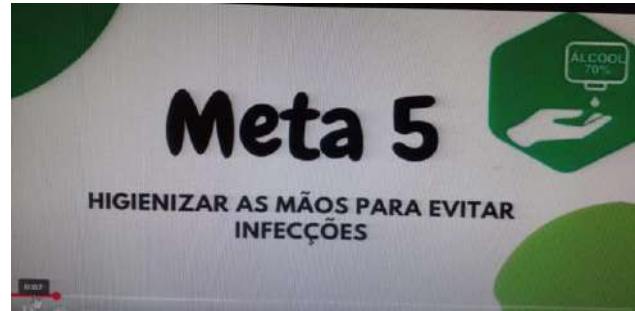 ÁLCOOL
70%
Meta 5
HIGIENIZAR AS MÃOS PARA EVITAR
INFECÇÕES